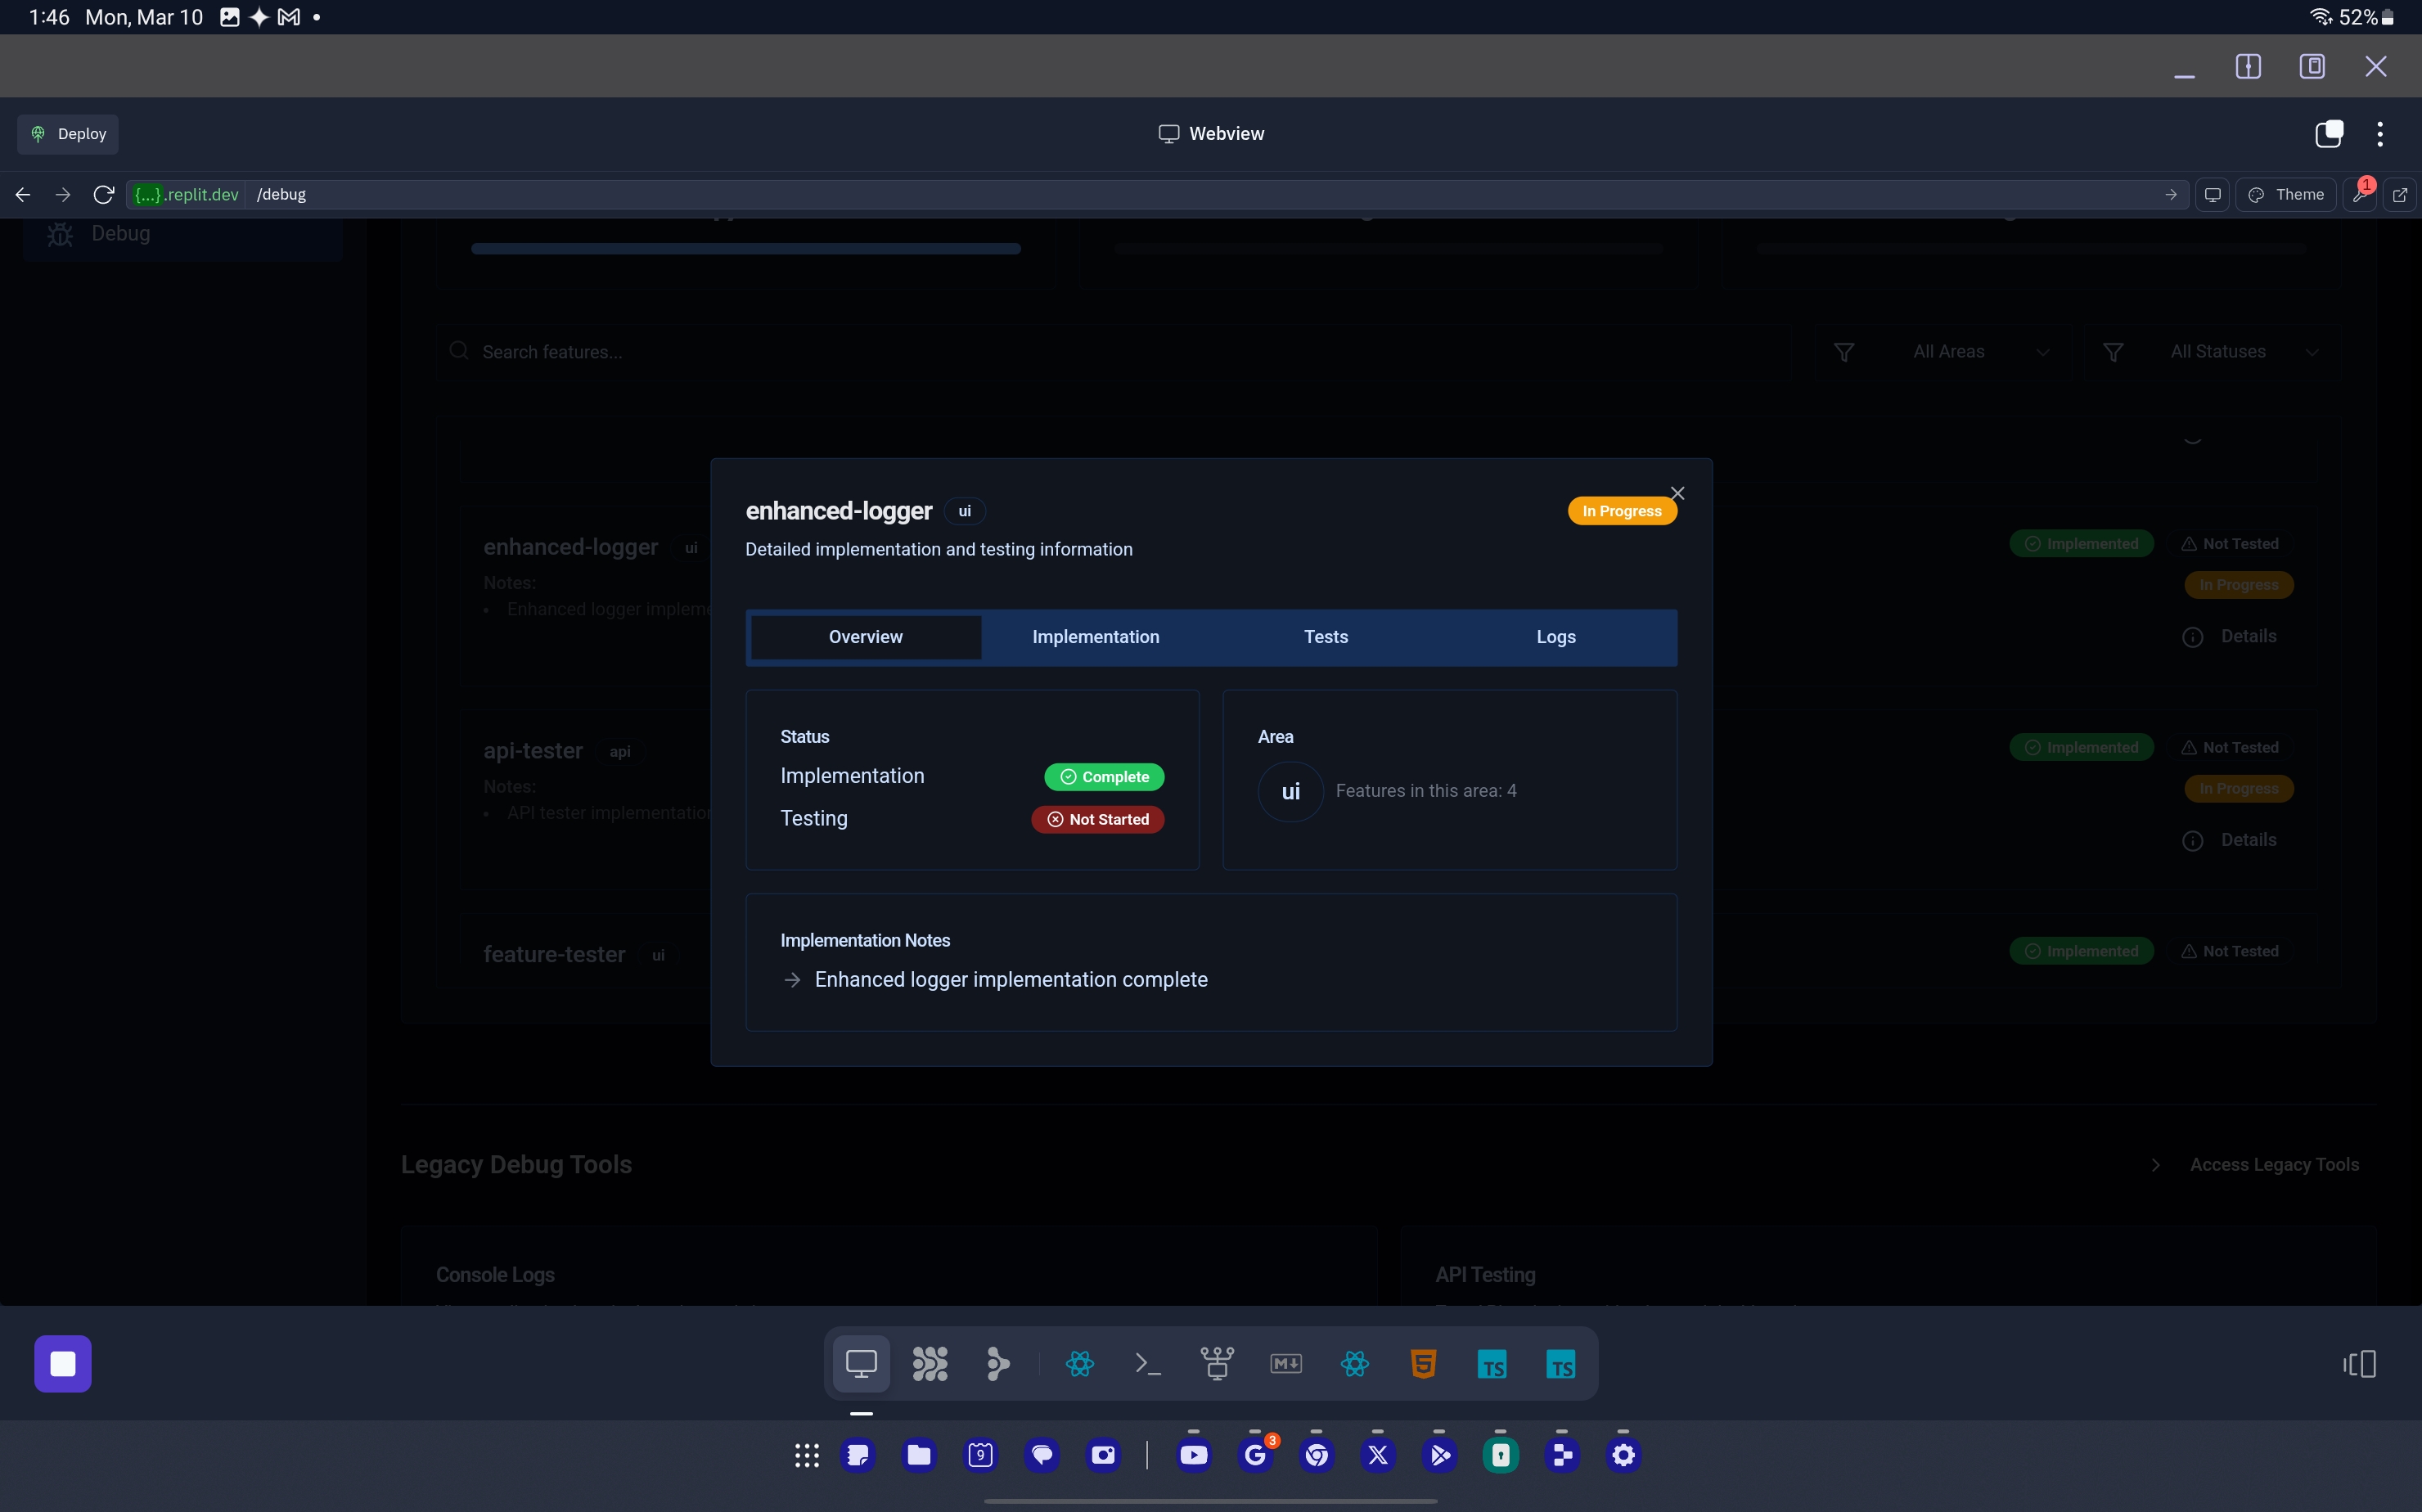 1:46 Mon, Mar 10
52%
Deploy
Webview
{...}.replit.dev /debug
Theme
1
Debug
Search features...
All Areas
All Statuses
enhanced-logger ui
In Progress
Detailed implementation and testing information
enhanced-logger ui
Implemented
Not Tested
Notes:
In Progress
• Enhanced logger impleme
Details
Overview
Implementation
Tests
Logs
Status
Implementation
Complete
Testing
Not Started
Area
ui
Features in this area: 4
api-tester api
Implemented
Not Tested
Notes:
In Progress
• API tester implementation
Details
Implementation Notes
Enhanced logger implementation complete
feature-tester ui
Implemented
Not Tested
Legacy Debug Tools
Access Legacy Tools
Console Logs
API Testing
M
5
TS
TS
9
G
3
X